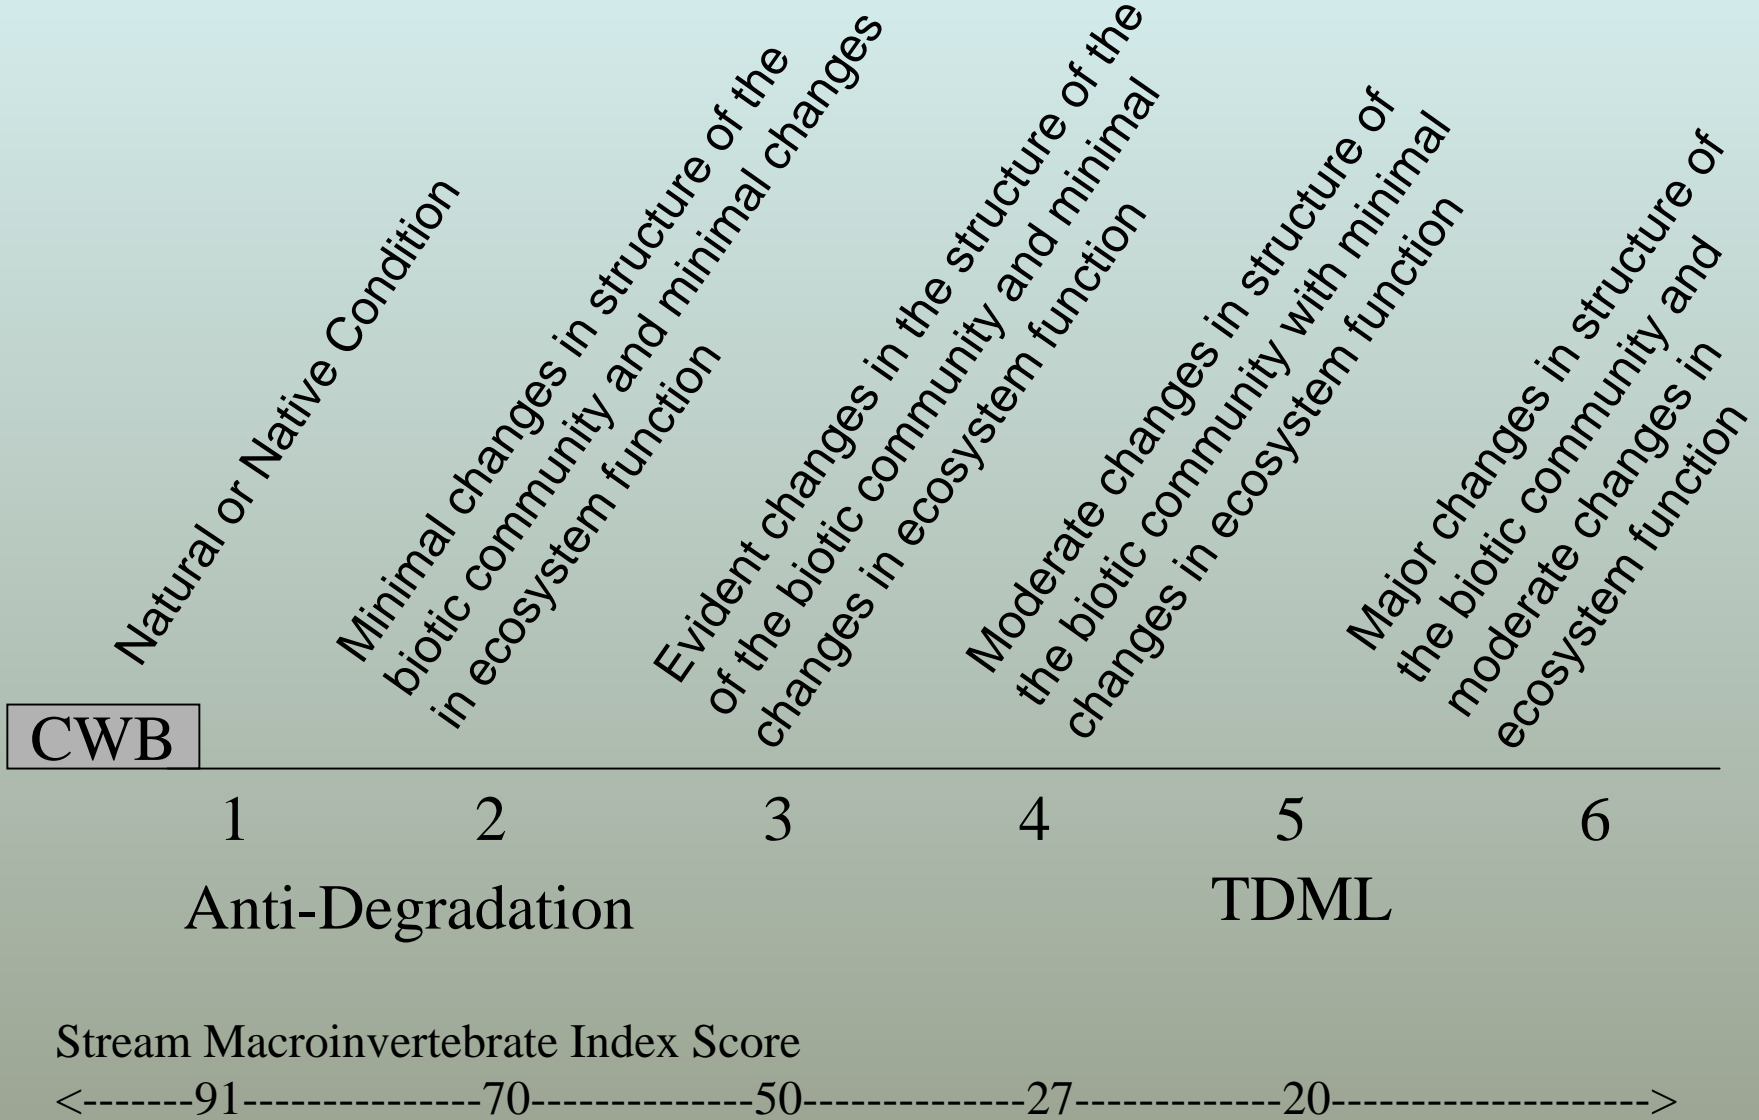 Natural or Native Condition
Minimal changes in structure of the
biotic community and minimal changes
in ecosystem function
Evident changes in the structure of the
of the biotic community and minimal
changes in ecosystem function
Moderate changes in structure of
the biotic community with minimal
changes in ecosystem function
Major changes in structure of
the biotic community and
moderate changes in
ecosystem function
CWB
1 2 3 4 5 6
Anti-Degradation TDML
Stream Macroinvertebrate Index Score
<-------91---------------70--------------50--------------27-------------20-------------------->